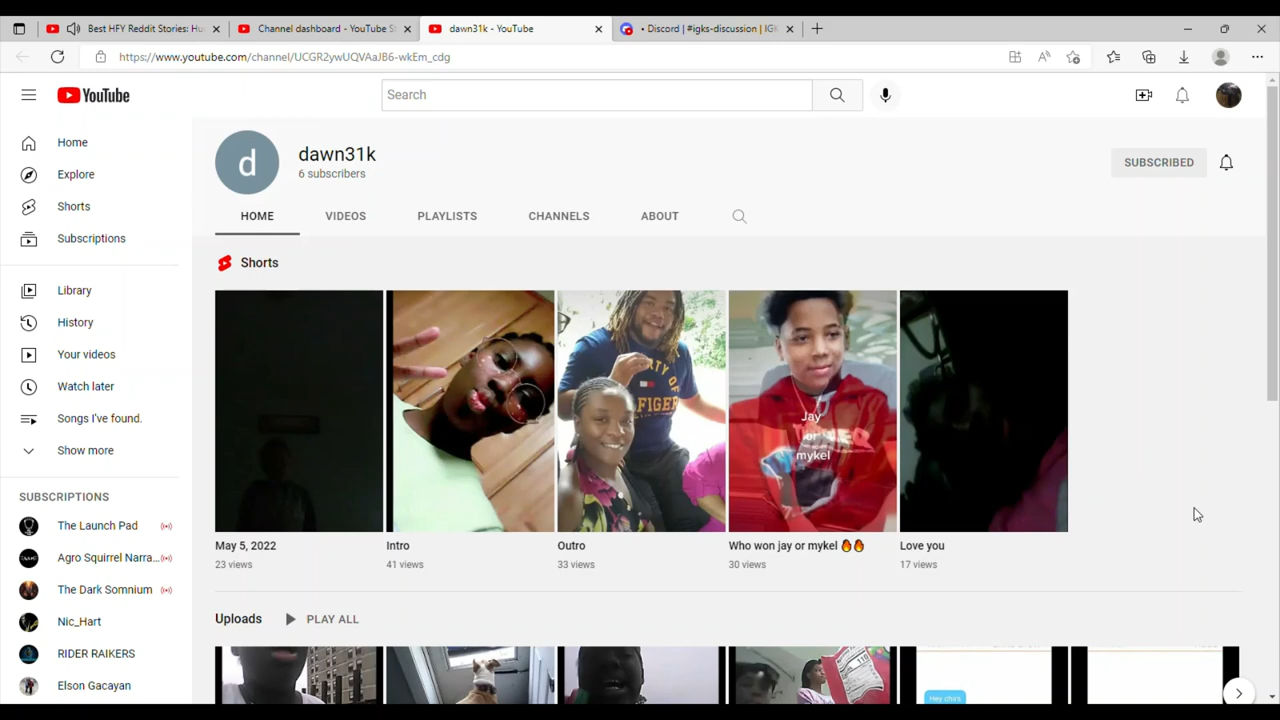 Best HFY Reddit Stories: Hu
Channel dashboard - YouTube S
dawn31k - YouTube
• Discord | #igks-discussion | IGK
https://www.youtube.com/channel/UCGR2ywUQVAaJB6-wkEm_cdg
YouTube
Search
Home
Explore
Shorts
Subscriptions
Library
History
Your videos
Watch later
Songs I've found.
Show more
SUBSCRIPTIONS
The Launch Pad
Agro Squirrel Narra...
The Dark Somnium
Nic_Hart
RIDER RAIKERS
Elson Gacayan
d
dawn31k
6 subscribers
SUBSCRIBED
HOME VIDEOS PLAYLISTS CHANNELS ABOUT
Shorts
Jay
mykel
May 5, 2022
23 views
Intro
41 views
Outro
33 views
Who won jay or mykel 🔥🔥
30 views
Love you
17 views
Uploads PLAY ALL
Hey chirs